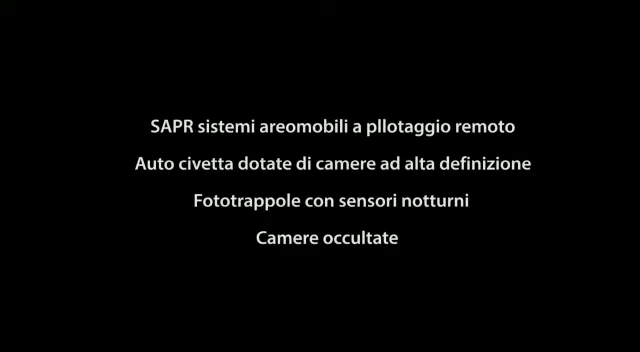 SAPR sistemi areomobili a pllotaggio remoto
Auto civetta dotate di camere ad alta definizione
Fototrappole con sensori notturni
Camere occultate